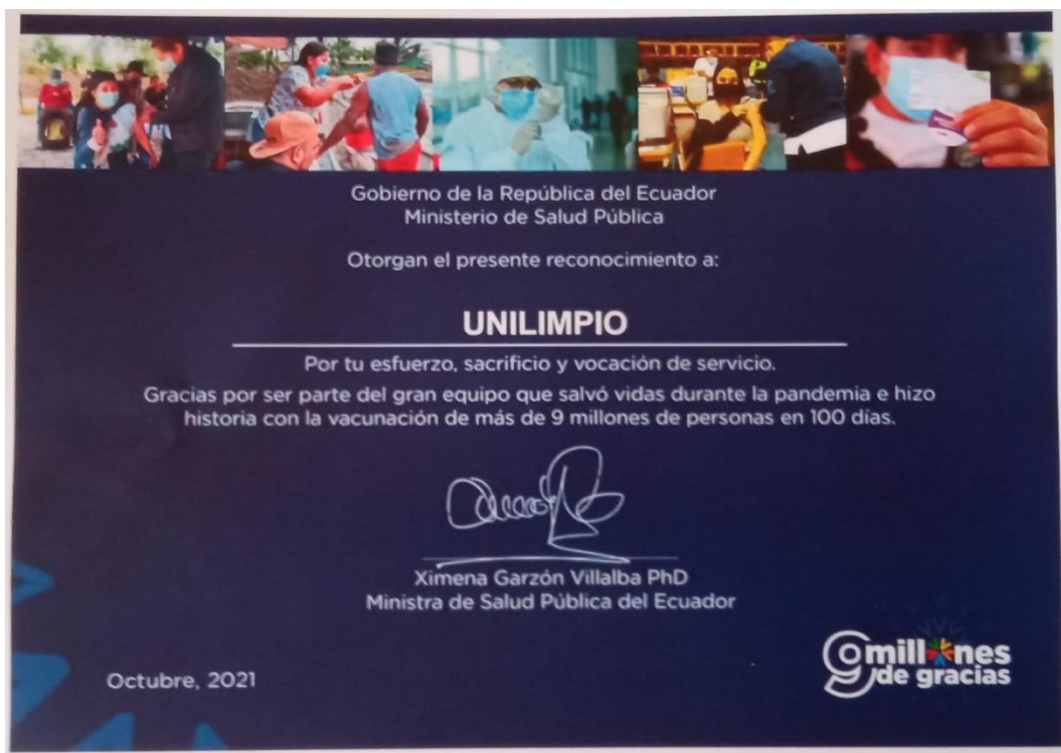 Gobierno de la República del Ecuador
Ministerio de Salud Pública
Otorgan el presente reconocimiento a:
UNILIMPIO
Por tu esfuerzo, sacrificio y vocación de servicio.
Gracias por ser parte del gran equipo que salvó vidas durante la pandemia e hizo
historia con la vacunación de más de 9 millones de personas en 100 días.
Ximena Garzón Villalba PhD
Ministra de Salud Pública del Ecuador
Octubre, 2021
9 millones
de gracias